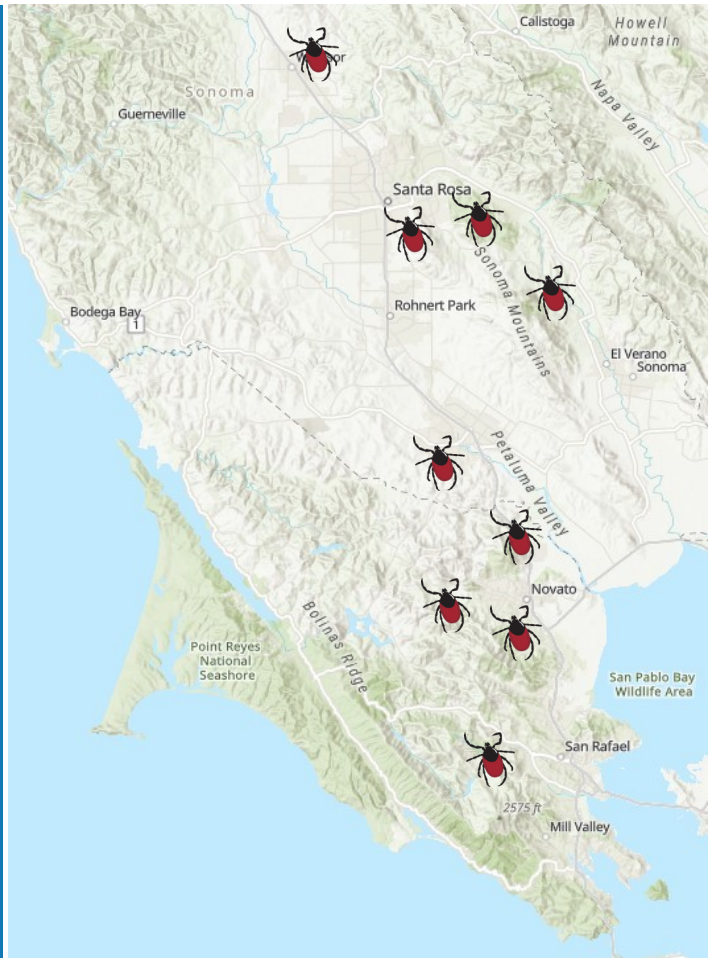 Calistoga
Howell
Mountain
Sonoma
Guerneville
Napa Valley
Santa Rosa
Sonoma Mountains
Rohnert Park
Bodega Bay
1
El Verano
Sonoma
Petaluma Valley
Novato
Bolinas Ridge
Point Reyes
National
Seashore
San Pablo Bay
Wildlife Area
San Rafael
2575 ft
Mill Valley